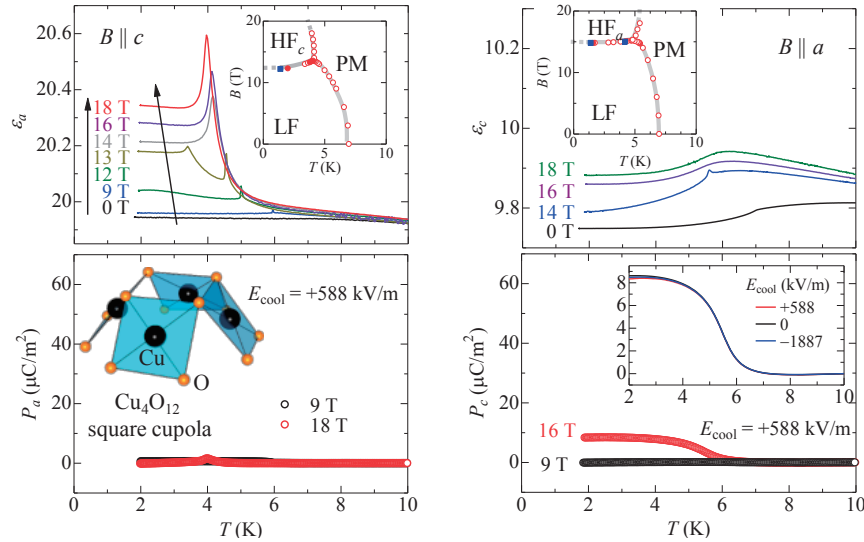 B ∥ c
HF_c
PM
LF
B (T)
20
10
0
0
5
10
T (K)
ε_a
20.6
20.4
20.2
20
18 T
16 T
14 T
13 T
12 T
9 T
0 T
B ∥ a
HF_a
PM
LF
B (T)
20
15
10
5
0
0
5
10
T (K)
ε_c
10.2
10
9.8
18 T
16 T
14 T
0 T
P_a (μC/m²)
60
40
20
0
E_cool = +588 kV/m
Cu
O
Cu₄O₁₂
square cupola
9 T
18 T
0
2
4
6
8
10
T (K)
P_c (μC/m²)
60
40
20
0
8
6
4
2
0
2
4
6
8
10
E_cool (kV/m)
+588
0
−1887
16 T
9 T
E_cool = +588 kV/m
0
2
4
6
8
10
T (K)